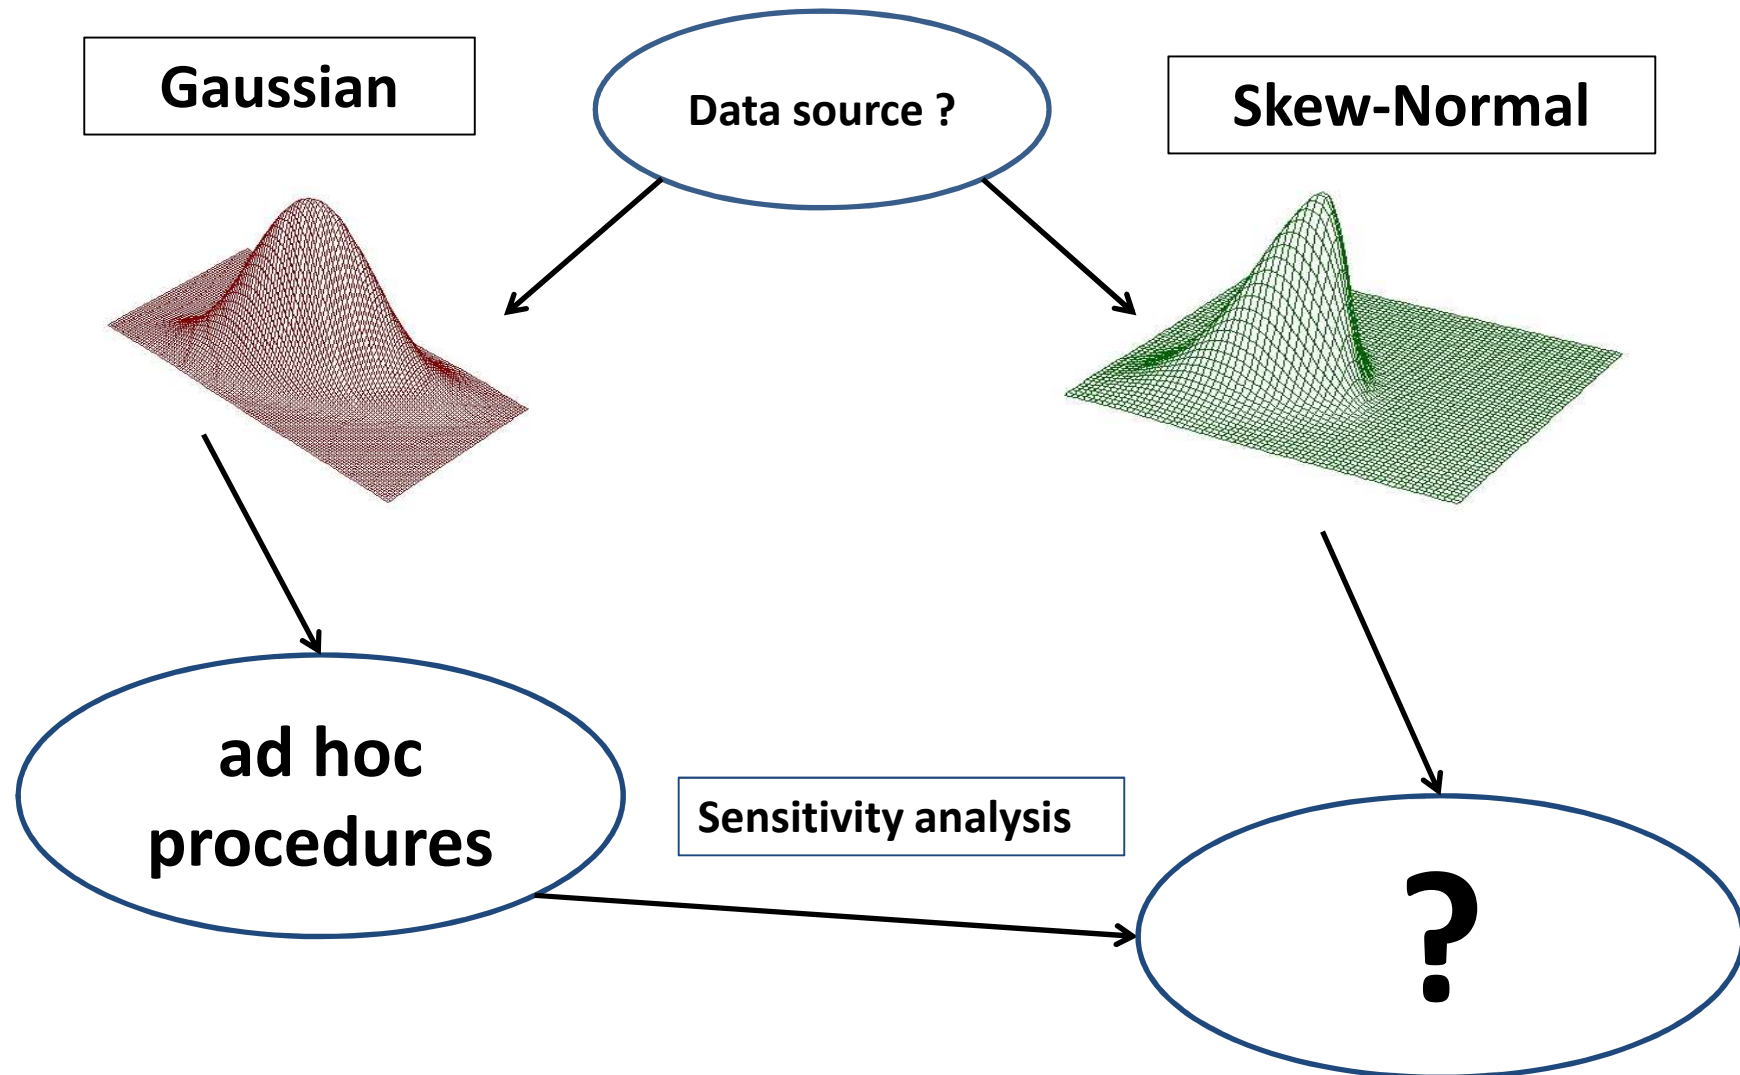 Gaussian
Data source ?
Skew-Normal
ad hoc
procedures
Sensitivity analysis
?